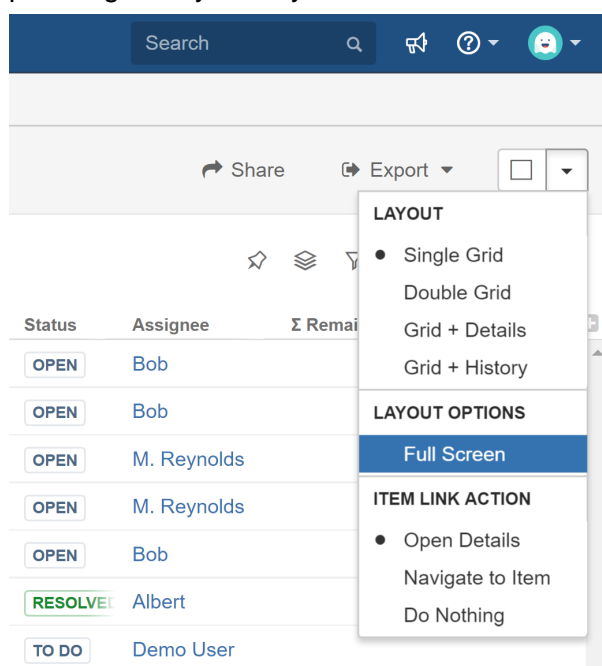 Search
Share Export
LAYOUT
Single Grid
Double Grid
Grid + Details
Grid + History
LAYOUT OPTIONS
Full Screen
ITEM LINK ACTION
Open Details
Navigate to Item
Do Nothing
Status Assignee Σ Remai
OPEN Bob
OPEN Bob
OPEN M. Reynolds
OPEN M. Reynolds
OPEN Bob
RESOLVED Albert
TO DO Demo User